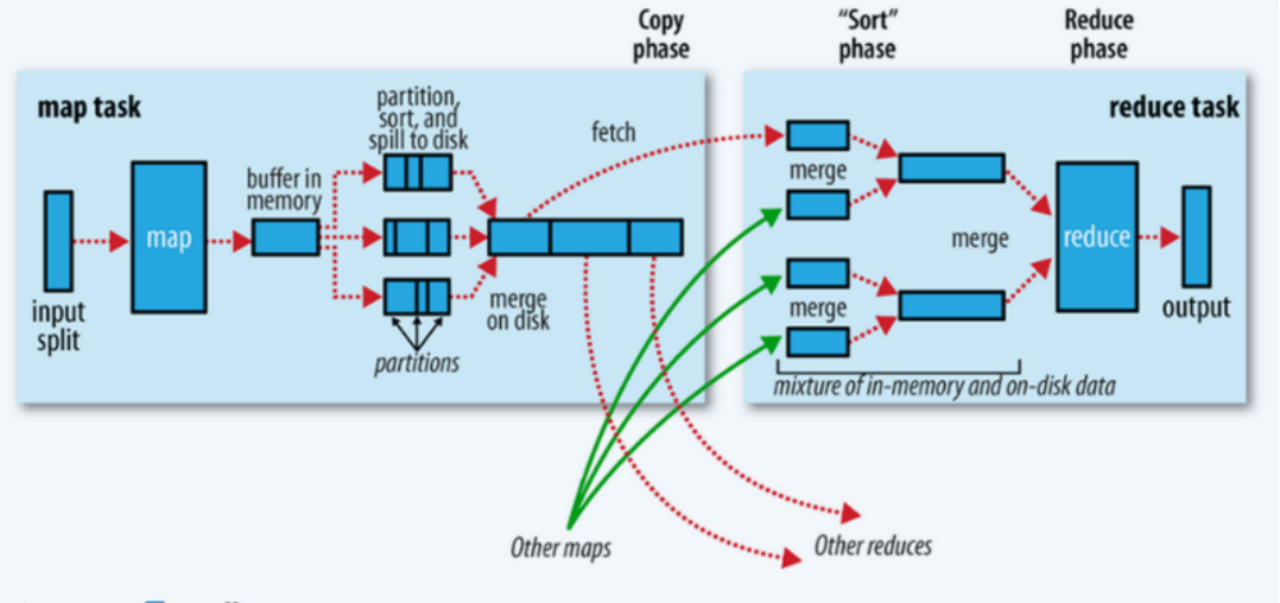 Copy
phase
“Sort”
phase
Reduce
phase
map task
reduce task
partition,
sort, and
spill to disk
fetch
buffer in
memory
merge
map
merge
reduce
input
split
merge
on disk
merge
output
partitions
mixture of in-memory and on-disk data
Other maps
Other reduces